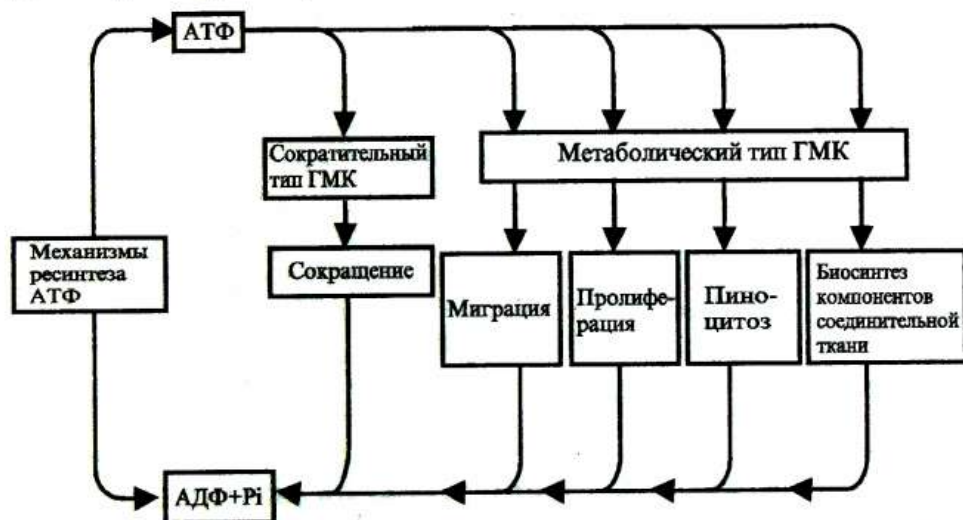 АТФ
Сократительный
тип ГМК
Метаболический тип ГМК
Механизмы
ресинтеза
АТФ
Сокращение
Миграция
Пролифе-
рация
Пино-
цитоз
Биосинтез
компонентов
соединительной
ткани
АДФ+Pi